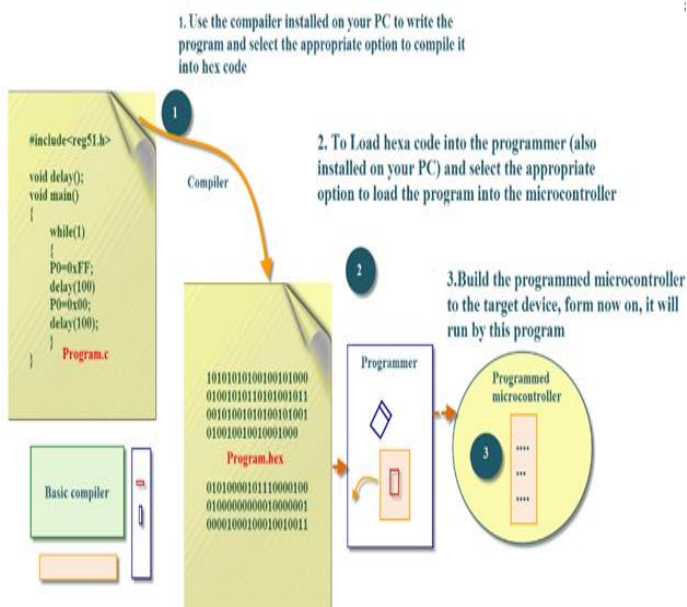 1. Use the compailer installed on your PC to write the
program and select the appropriate option to compile it
into hex code
1
#include<reg51.h>
void delay();
void main()
{
while(1)
{
P0=0xFF;
delay(100)
P0=0x00;
delay(100);
}
}
Program.c
Compiler
2. To Load hexa code into the programmer (also
installed on your PC) and select the appropriate
option to load the program into the microcontroller
2
3.Build the programmed microcontroller
to the target device, form now on, it will
run by this program
Basic compiler
10101010100100101000
01001010110101001011
00101001010100101001
010010010010001000
Program.hex
01010000101110000100
01000000000010000001
00001000100010010011
Programmer
Programmed
microcontroller
3